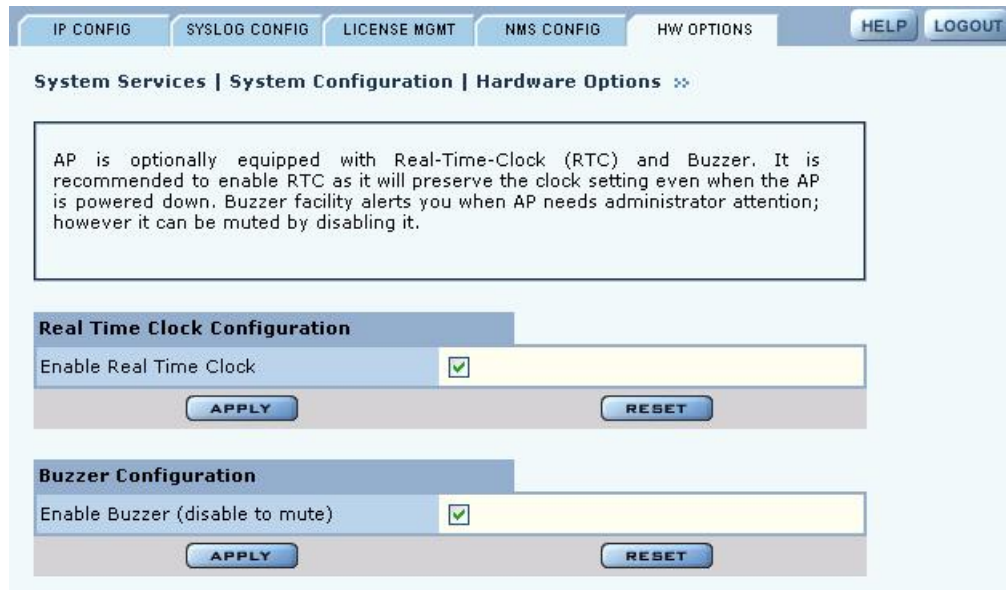 IP CONFIG SYSLOG CONFIG LICENSE MGMT NMS CONFIG HW OPTIONS HELP LOGOUT
System Services | System Configuration | Hardware Options »
AP is optionally equipped with Real-Time-Clock (RTC) and Buzzer. It is
recommended to enable RTC as it will preserve the clock setting even when the AP
is powered down. Buzzer facility alerts you when AP needs administrator attention;
however it can be muted by disabling it.
Real Time Clock Configuration
Enable Real Time Clock
APPLY RESET
Buzzer Configuration
Enable Buzzer (disable to mute)
APPLY RESET